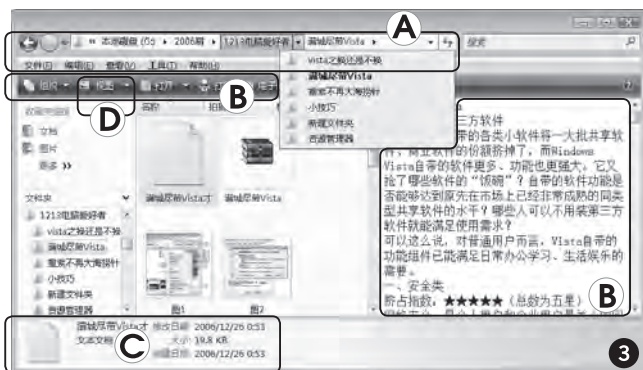 A
本地磁盘 (G:) ▸ 2006期 ▸ 1213电脑爱好者 ▸ 满城尽带Vista ▸
搜索
文件(F) 编辑(E) 查看(V) 工具(T) 帮助(H)
vista之换还是不换
满城尽带Vista
搜索不再大海捞针
小技巧
新建文件夹
资源管理器
组织 视图 打开
B
D
名称
文档
图片
更多 >>
文件夹
1213电脑爱好者
vista之换还是不换
满城尽带Vista
搜索不再大海捞针
小技巧
新建文件夹
资源管理器
满城尽带Vista才 满城尽带Vista
图1 图2
三方软件
带的各类小软件将一大批共享软
件、商业软件的份额挤掉了,而Windows
Vista自带的软件更多、功能也更强大。它又
抢了哪些软件的“饭碗”?自带的软件功能是
否能够达到原先在市场上已经非常成熟的同类
型共享软件的水平?哪些人可以不用装第三方
软件就能满足使用需求?
可以这么说,对普通用户而言,Vista自带的
功能组件已能满足日常办公学习、生活娱乐的
需要。
一、安全类
抢占指数:★★★★★(总数为五星)
B
满城尽带Vista才 修改日期: 2006/12/26 0:53
文本文档 大小: 19.8 KB
创建日期: 2006/12/26 0:53
C
3